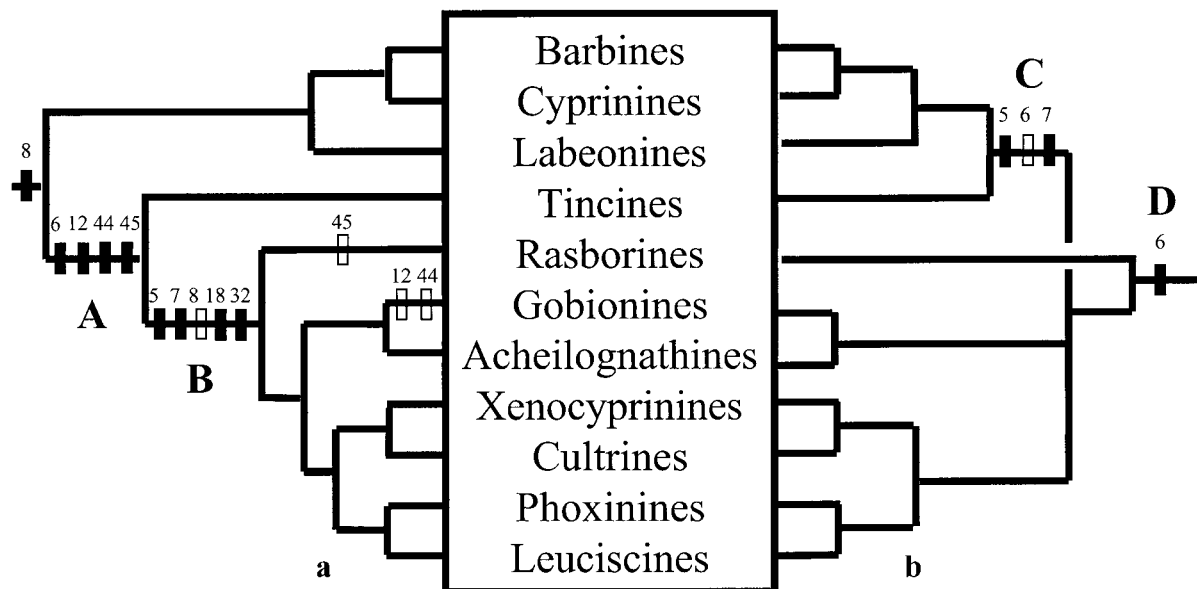 Barbines
Cyprinines
Labeonines
Tincines
Rasborines
Gobionines
Acheilognathines
Xenocyprinines
Cultrines
Phoxinines
Leuciscines
8
6 12 44 45
A
5 7 8 18 32
B
45
12 44
a
C
5 6 7
D
6
b